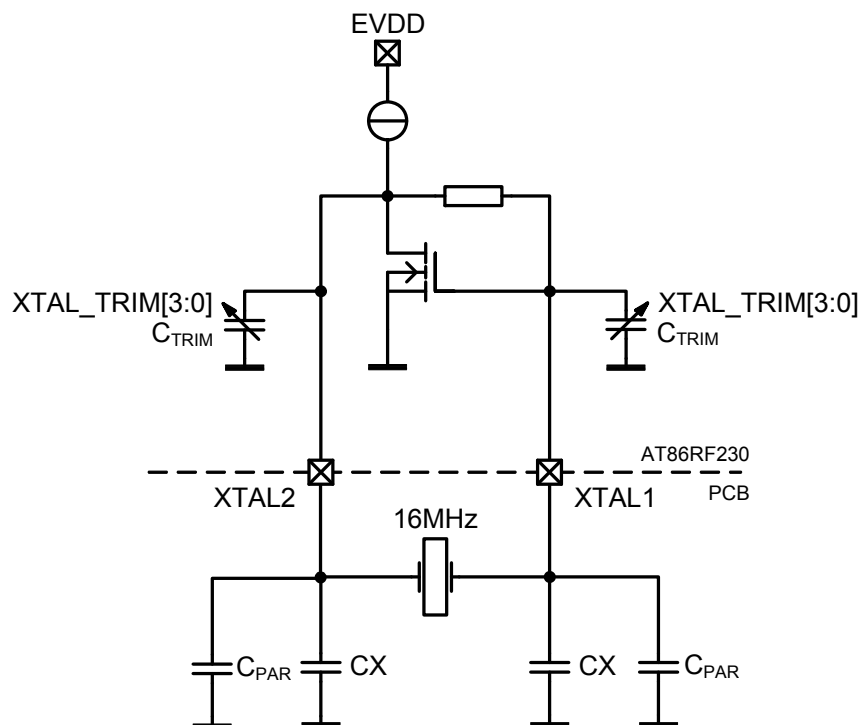 EVDD
XTAL_TRIM[3:0]
CTRIM
XTAL_TRIM[3:0]
CTRIM
AT86RF230
XTAL2
XTAL1
PCB
16MHz
CPAR
CX
CX
CPAR